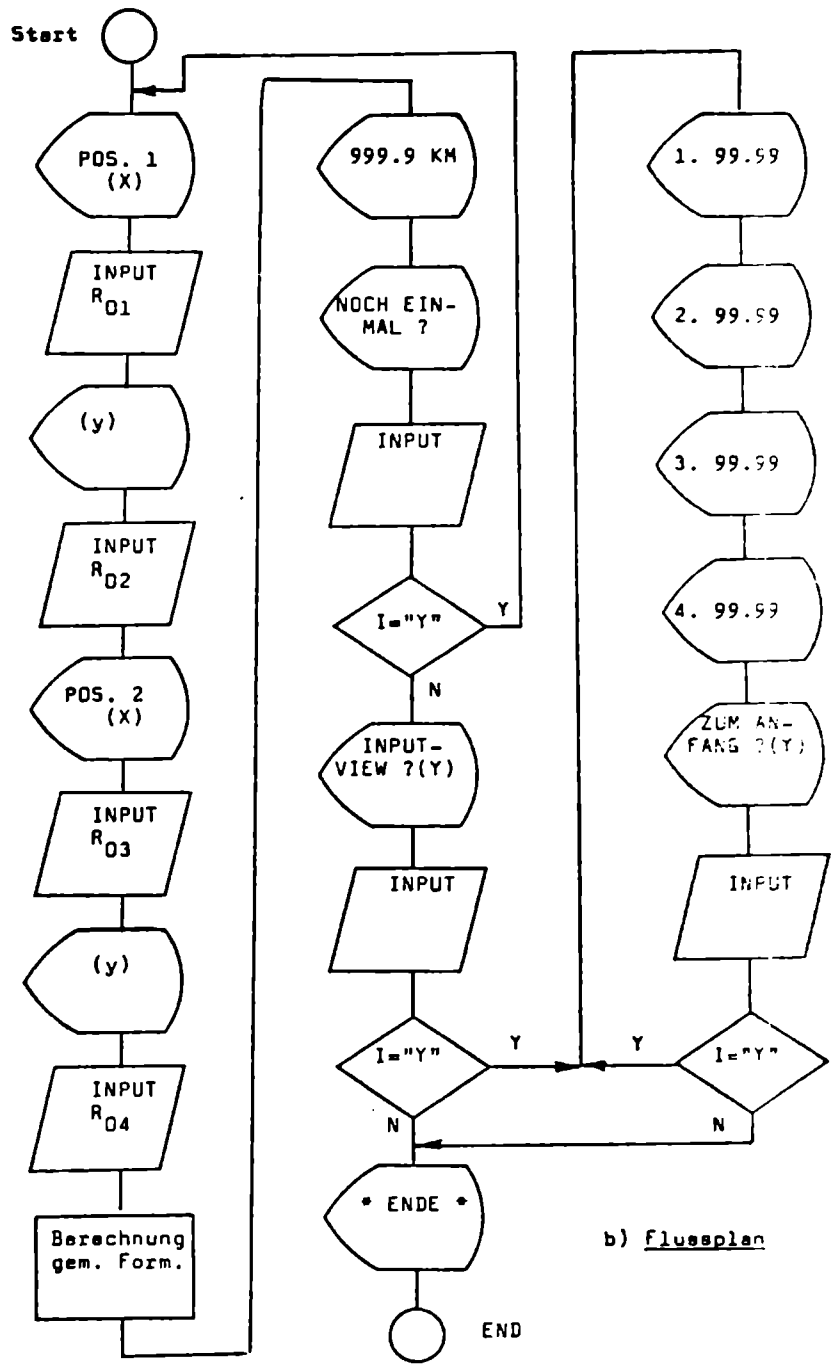 Start
POS. 1
(X)
INPUT
R01
(y)
INPUT
R02
POS. 2
(X)
INPUT
R03
(y)
INPUT
R04
Berechnung
gem. Form.
999.9 KM
NOCH EIN-
MAL ?
INPUT
I="Y"
Y
N
INPUT-
VIEW ?(Y)
INPUT
I="Y"
Y
N
* ENDE *
END
1. 99.99
2. 99.99
3. 99.99
4. 99.99
ZUM AN-
FANG ?(Y)
INPUT
I="Y"
Y
N
b) Flussplan